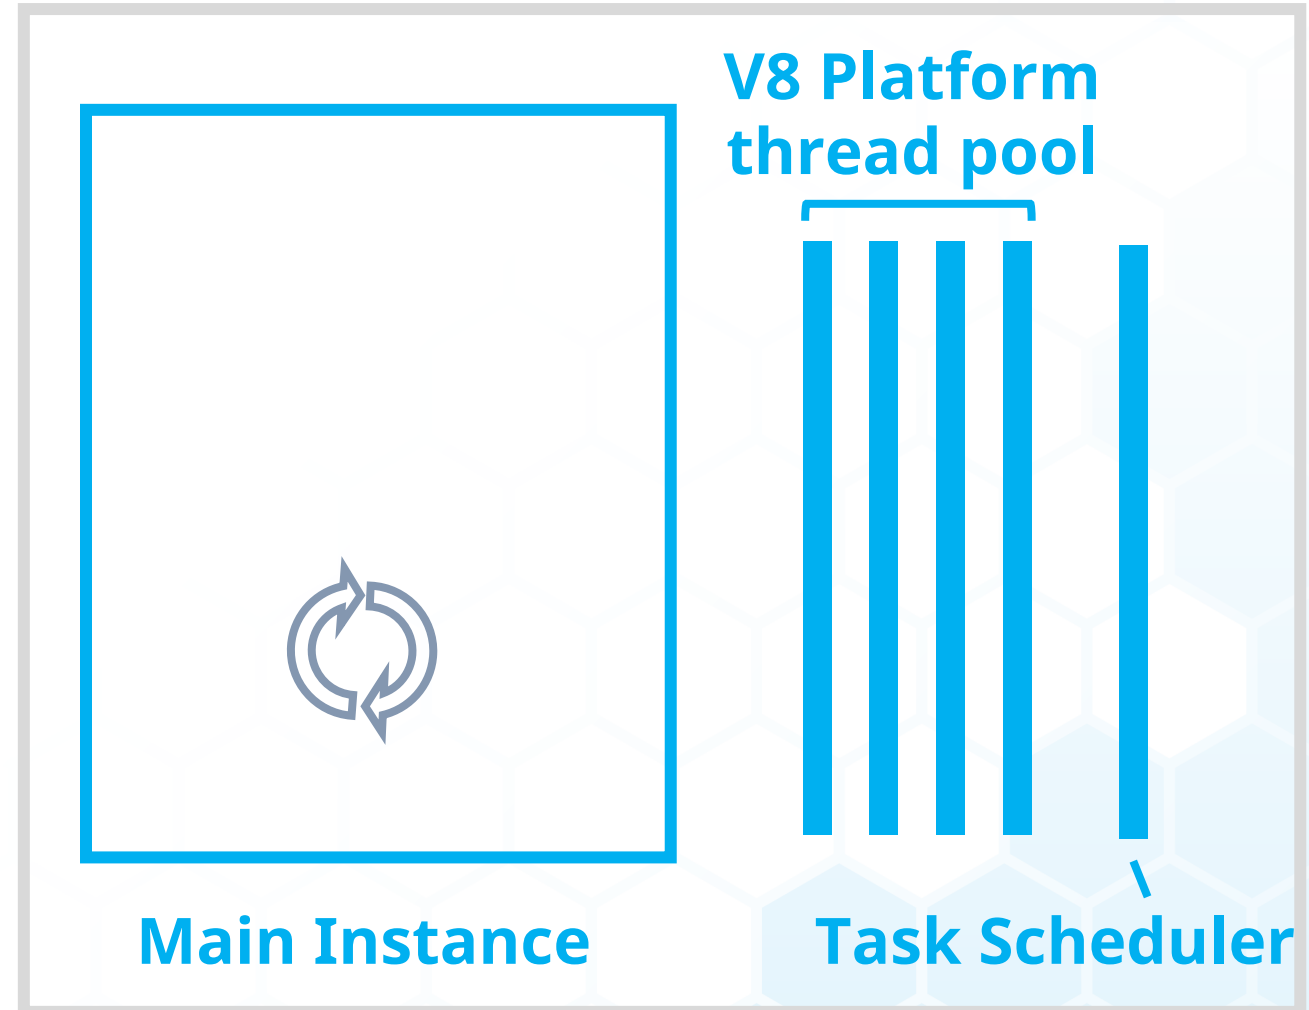 V8 Platform
thread pool
Main Instance
Task Scheduler